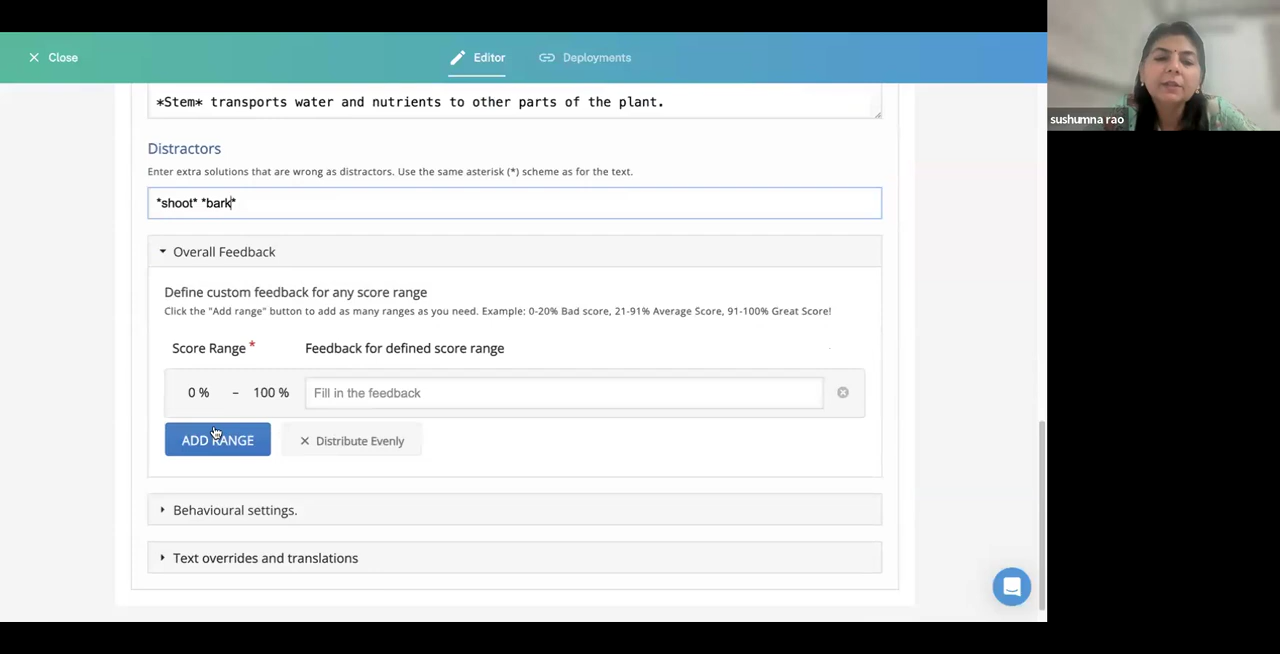 Close
Editor
Deployments
sushumna rao
*Stem* transports water and nutrients to other parts of the plant.
Distractors
Enter extra solutions that are wrong as distractors. Use the same asterisk (*) scheme as for the text.
*shoot* *bark*
Overall Feedback
Define custom feedback for any score range
Click the "Add range" button to add as many ranges as you need. Example: 0-20% Bad score, 21-91% Average Score, 91-100% Great Score!
Score Range * Feedback for defined score range
0 % – 100 % Fill in the feedback
ADD RANGE Distribute Evenly
Behavioural settings.
Text overrides and translations